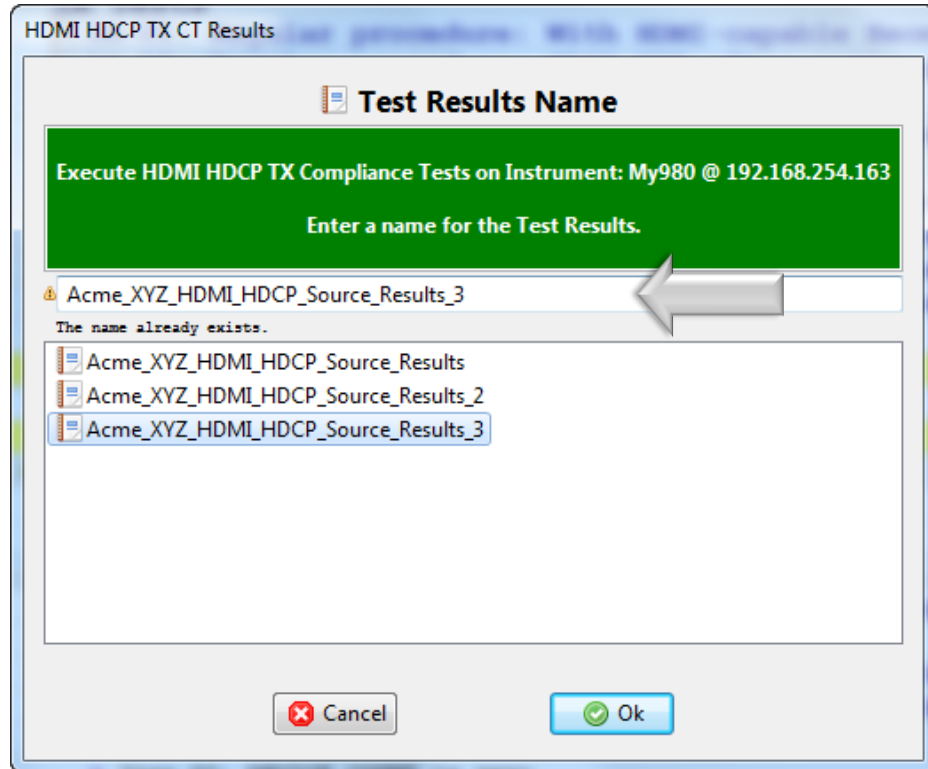 HDMI HDCP TX CT Results
Test Results Name
Execute HDMI HDCP TX Compliance Tests on Instrument: My980 @ 192.168.254.163
Enter a name for the Test Results.
Acme_XYZ_HDMI_HDCP_Source_Results_3
The name already exists.
Acme_XYZ_HDMI_HDCP_Source_Results
Acme_XYZ_HDMI_HDCP_Source_Results_2
Acme_XYZ_HDMI_HDCP_Source_Results_3
Cancel
Ok